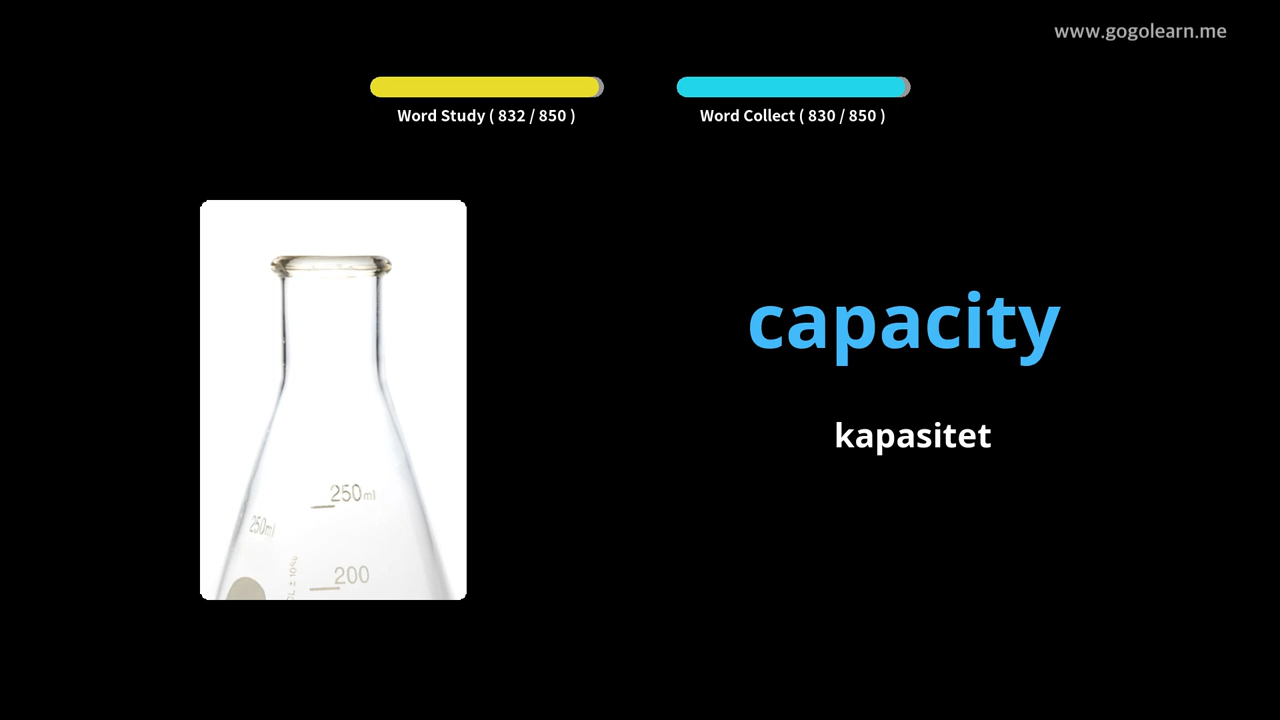 www.gogolearn.me
Word Study ( 832 / 850 )
Word Collect ( 830 / 850 )
capacity
kapasitet
250ml
250ml
200